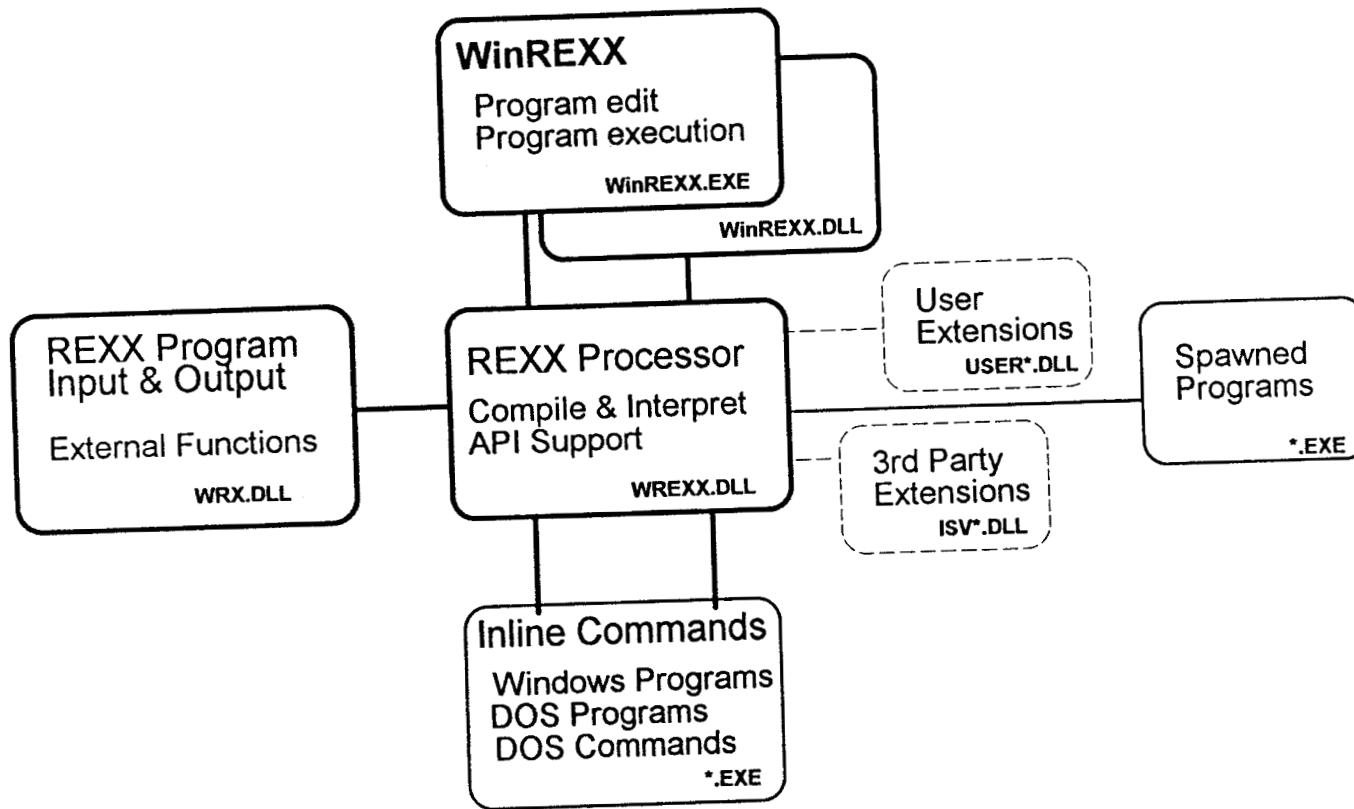 WinREXX
Program edit
Program execution
WinREXX.EXE
WinREXX.DLL
REXX Program
Input & Output
External Functions
WRX.DLL
REXX Processor
Compile & Interpret
API Support
WREXX.DLL
User
Extensions
USER*.DLL
3rd Party
Extensions
ISV*.DLL
Spawned
Programs
*.EXE
Inline Commands
Windows Programs
DOS Programs
DOS Commands
*.EXE